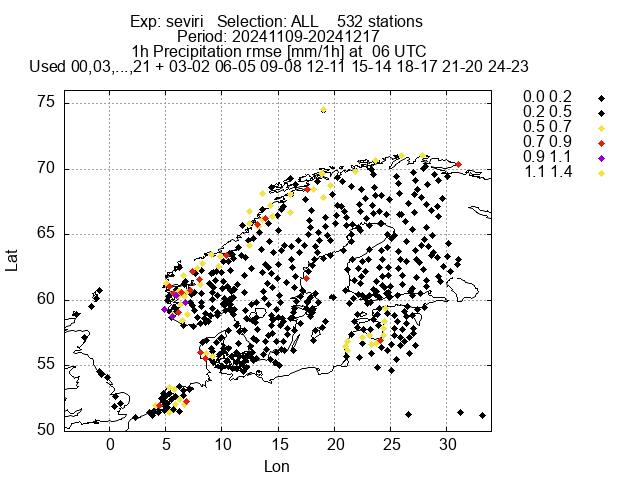 Exp: seviri Selection: ALL 532 stations
Period: 20241109-20241217
1h Precipitation rmse [mm/1h] at 06 UTC
Used 00,03,...,21 + 03-02 06-05 09-08 12-11 15-14 18-17 21-20 24-23
0.0 0.2
0.2 0.5
0.5 0.7
0.7 0.9
0.9 1.1
1.1 1.4
75
70
65
60
55
50
Lat
0 5 10 15 20 25 30
Lon